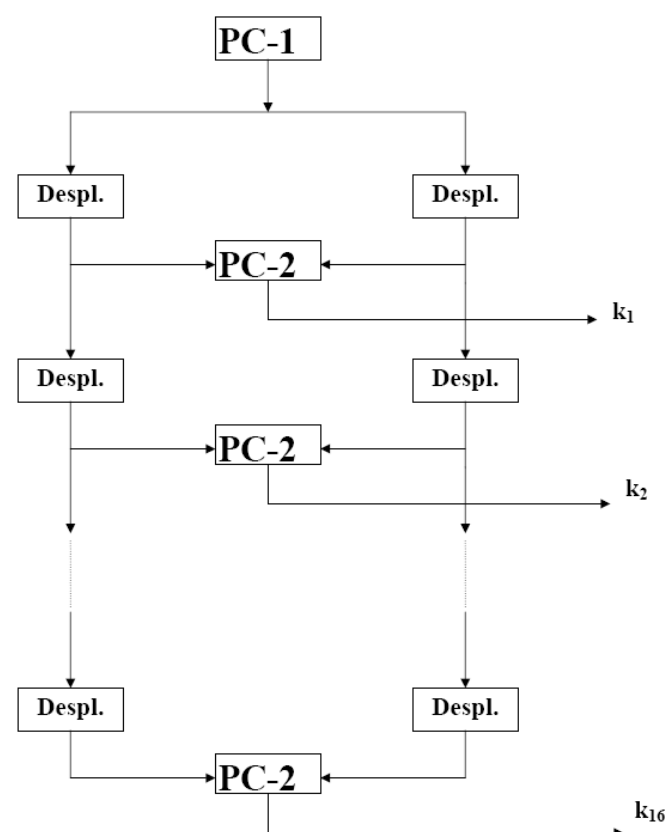 PC-1
Despl. Despl.
PC-2
k₁
Despl. Despl.
PC-2
k₂
Despl. Despl.
PC-2
k₁₆